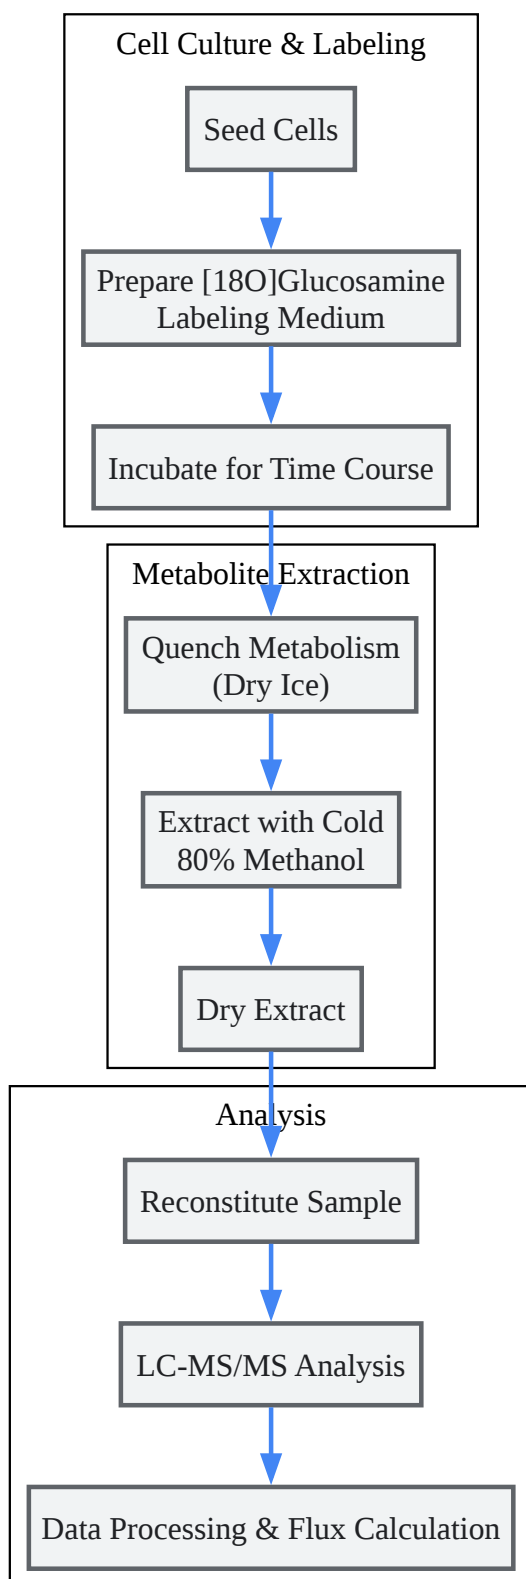 Cell Culture & Labeling
Seed Cells
Prepare [18O]Glucosamine
Labeling Medium
Incubate for Time Course
Metabolite Extraction
Quench Metabolism
(Dry Ice)
Extract with Cold
80% Methanol
Dry Extract
Analysis
Reconstitute Sample
LC-MS/MS Analysis
Data Processing & Flux Calculation